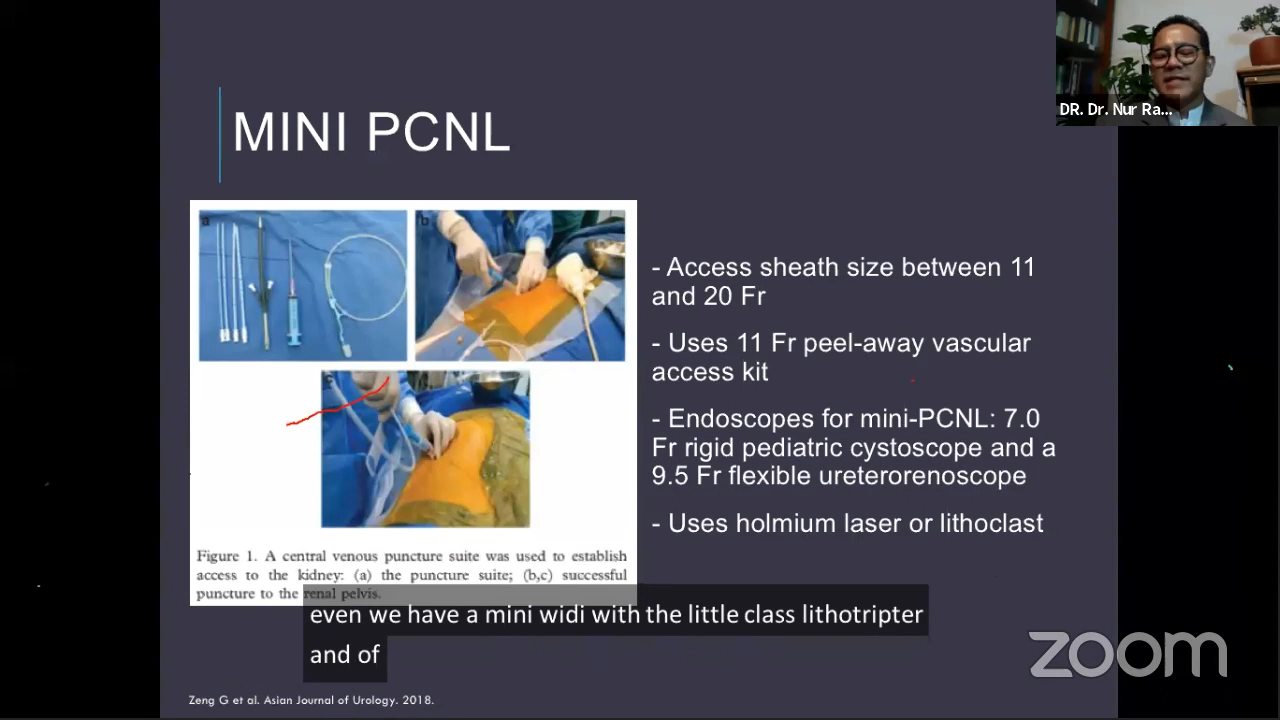 DR. Dr. Nur Ra...
MINI PCNL
a
b
c
- Access sheath size between 11
and 20 Fr
- Uses 11 Fr peel-away vascular
access kit
- Endoscopes for mini-PCNL: 7.0
Fr rigid pediatric cystoscope and a
9.5 Fr flexible ureterorenoscope
- Uses holmium laser or lithoclast
Figure 1. A central venous puncture suite was used to establish
access to the kidney: (a) the puncture suite; (b,c) successful
puncture to the renal pelvis.
even we have a mini widi with the little class lithotripter
and of
zoom
Zeng G et al. Asian Journal of Urology. 2018.